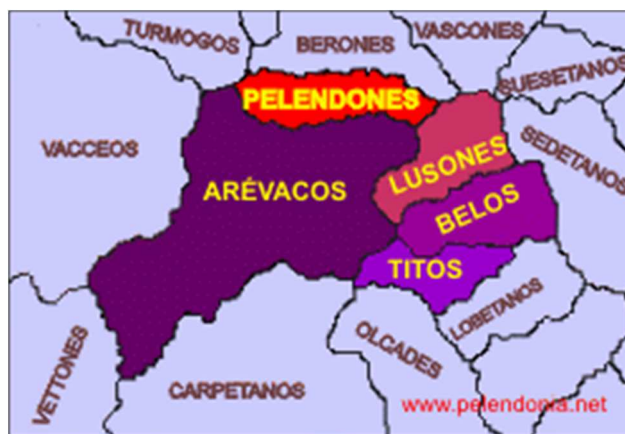 TURMOGOS
BERONES
VASCONES
SUESETANOS
PELENDONES
VACCEOS
SEDETANOS
LUSONES
ARÉVACOS
BELOS
TITOS
LOBETANOS
VETTONES
OLCADES
CARPETANOS
www.pelendonia.net